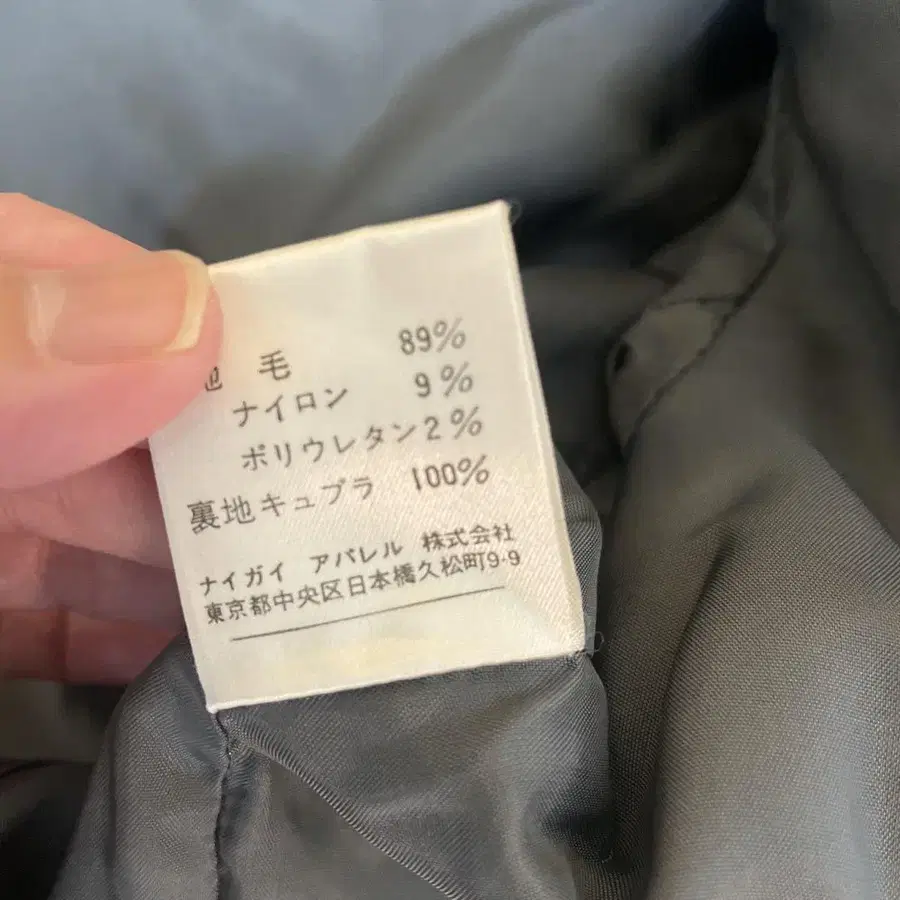 地 毛 89%
ナイロン 9%
ポリウレタン 2%
裏地 キュプラ 100%
ナイガイ アパレル 株式会社
東京都中央区日本橋久松町9-9